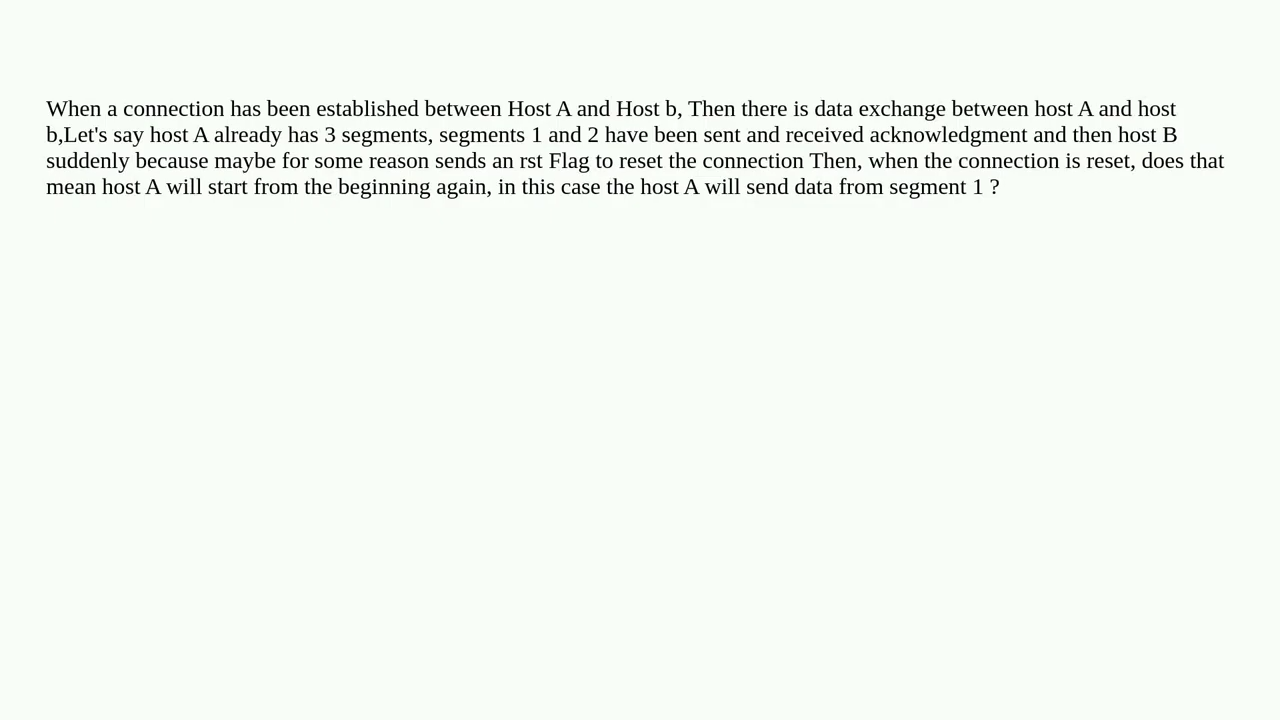 When a connection has been established between Host A and Host b, Then there is data exchange between host A and host
b,Let's say host A already has 3 segments, segments 1 and 2 have been sent and received acknowledgment and then host B
suddenly because maybe for some reason sends an rst Flag to reset the connection Then, when the connection is reset, does that
mean host A will start from the beginning again, in this case the host A will send data from segment 1 ?